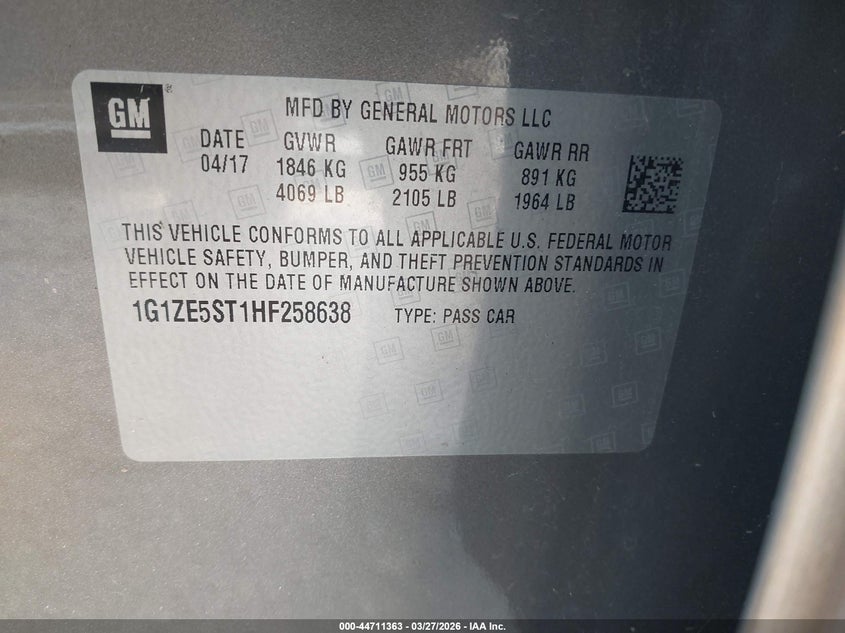 GM ®
MFD BY GENERAL MOTORS LLC
DATE GVWR GAWR FRT GAWR RR
04/17 1846 KG 955 KG 891 KG
4069 LB 2105 LB 1964 LB
THIS VEHICLE CONFORMS TO ALL APPLICABLE U.S. FEDERAL MOTOR
VEHICLE SAFETY, BUMPER, AND THEFT PREVENTION STANDARDS IN
EFFECT ON THE DATE OF MANUFACTURE SHOWN ABOVE.
1G1ZE5ST1HF258638 TYPE: PASS CAR
000-44711363 — 03/27/2026 — IAA Inc.